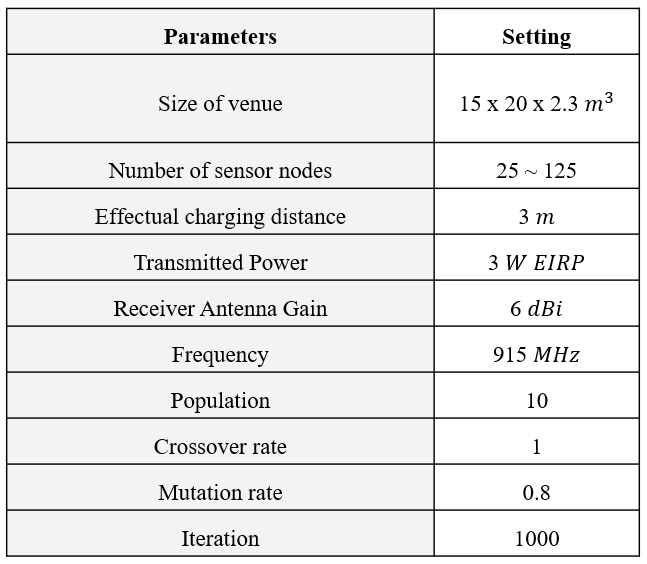 Parameters Setting
Size of venue 15 x 20 x 2.3 m³
Number of sensor nodes 25 ~ 125
Effectual charging distance 3 m
Transmitted Power 3 W EIRP
Receiver Antenna Gain 6 dBi
Frequency 915 MHz
Population 10
Crossover rate 1
Mutation rate 0.8
Iteration 1000